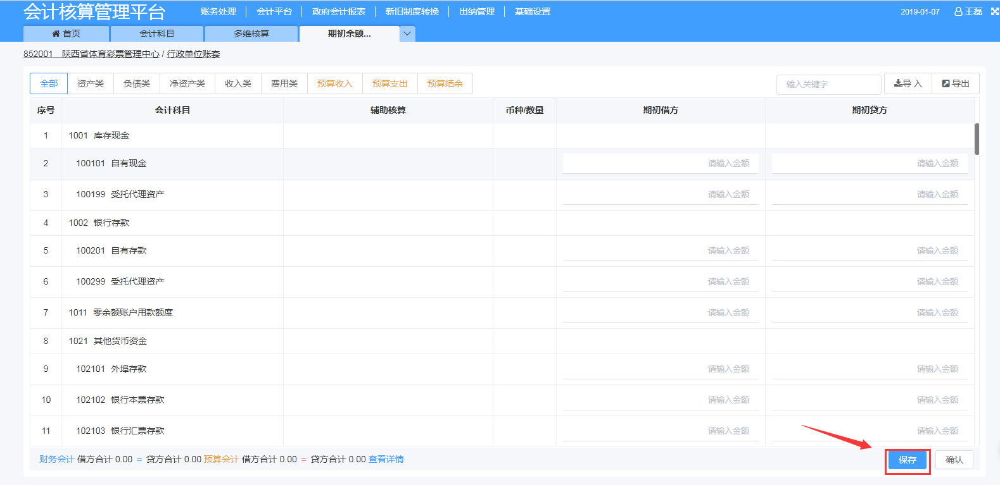 会计核算管理平台 账务处理 会计平台 政府会计报表 新旧制度转换 出纳管理 基础设置 2019-01-07 王磊
首页 会计科目 多维核算 期初余额...
852001 陕西省体育彩票管理中心 / 行政单位账套
全部 资产类 负债类 净资产类 收入类 费用类 预算收入 预算支出 预算结余 输入关键字 导 入 导出
序号 会计科目 辅助核算 币种/数量 期初借方 期初贷方
1 1001 库存现金
2 100101 自有现金 请输入金额 请输入金额
3 100199 受托代理资产 请输入金额 请输入金额
4 1002 银行存款
5 100201 自有存款 请输入金额 请输入金额
6 100299 受托代理资产 请输入金额 请输入金额
7 1011 零余额账户用款额度 请输入金额 请输入金额
8 1021 其他货币资金
9 102101 外埠存款 请输入金额 请输入金额
10 102102 银行本票存款 请输入金额 请输入金额
11 102103 银行汇票存款 请输入金额 请输入金额
财务会计 借方合计 0.00 = 贷方合计 0.00 预算会计 借方合计 0.00 = 贷方合计 0.00 查看详情 保存 确认